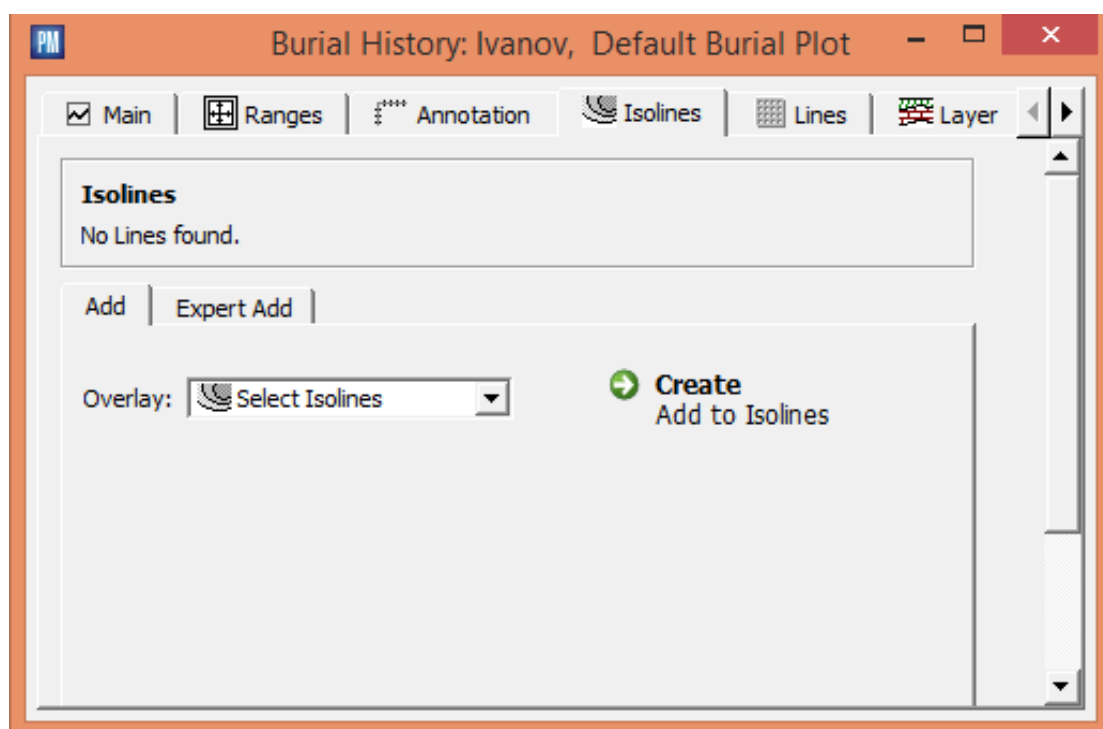 PM Burial History: Ivanov, Default Burial Plot
Main Ranges Annotation Isolines Lines Layer
Isolines
No Lines found.
Add Expert Add
Overlay: Select Isolines
Create
Add to Isolines